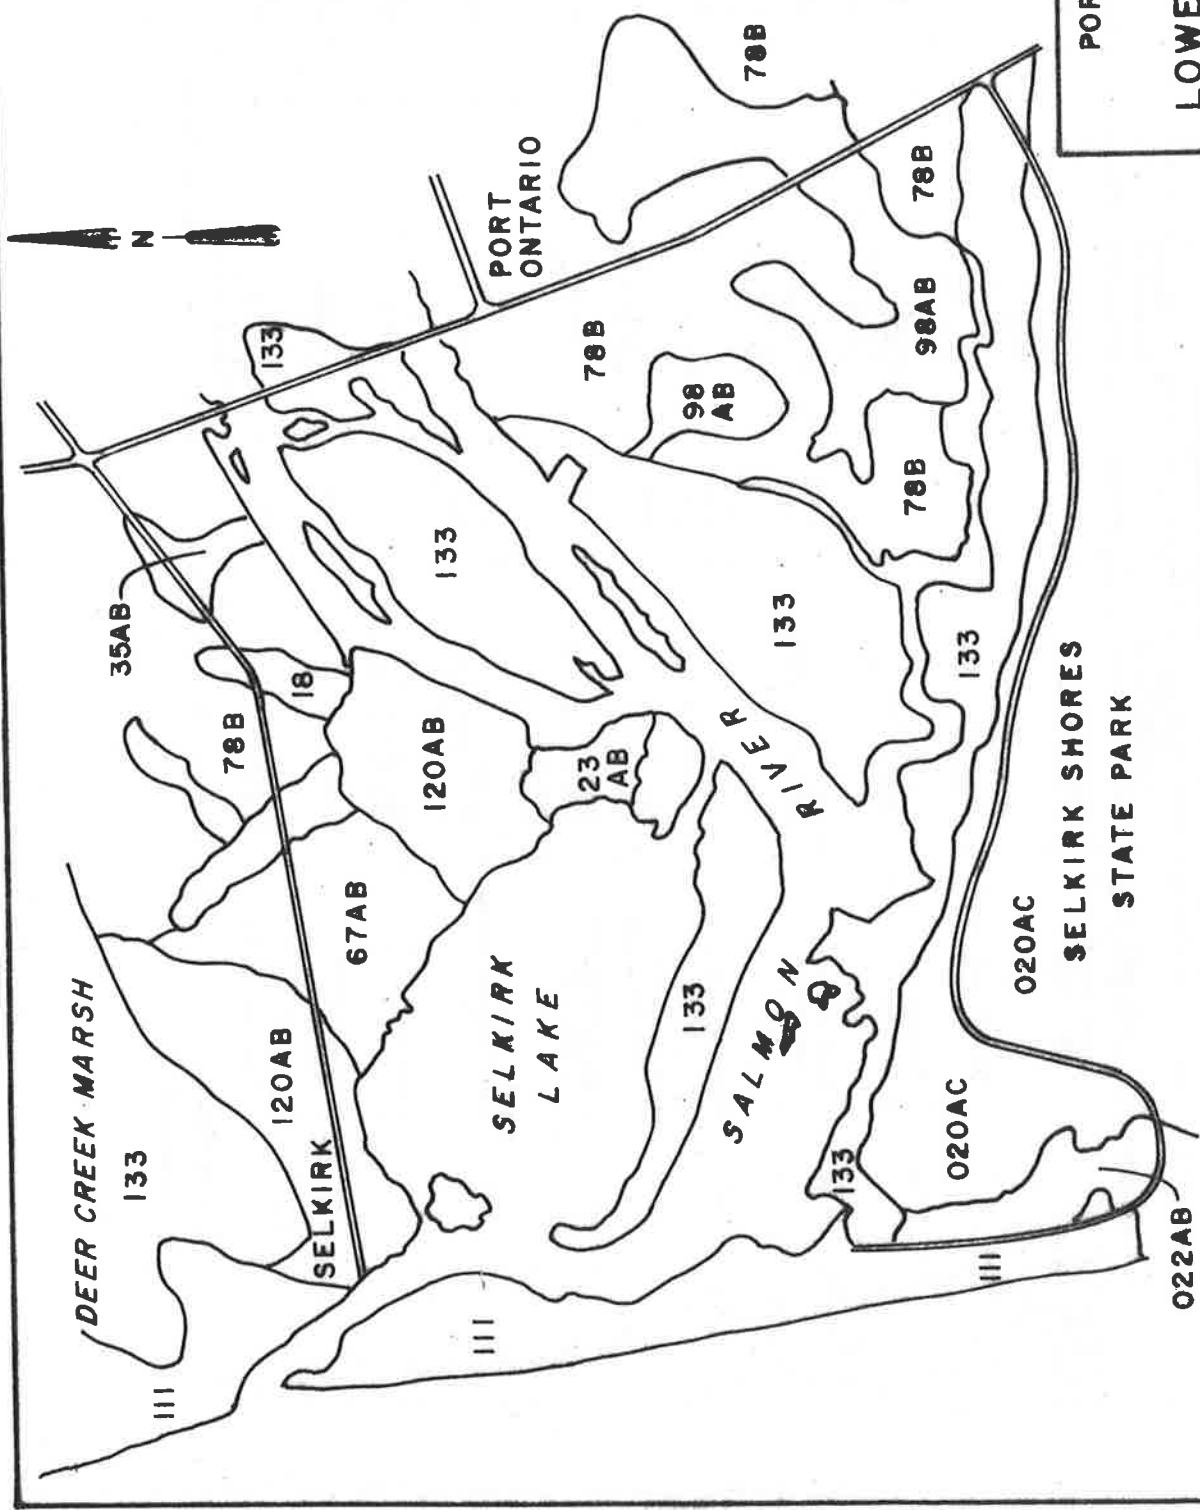 DEER CREEK MARSH
133
35AB
N
111
78B
133
120AB
18
SELKIRK
67AB
120AB
133
111
SELKIRK
LAKE
PORT
ONTARIO
23
AB
78B
133
98
AB
78B
SALMON RIVER
133
133
78B
98AB
78B
133
020AC
111
020AC
SELKIRK SHORES
STATE PARK
022AB
POR
LOWE